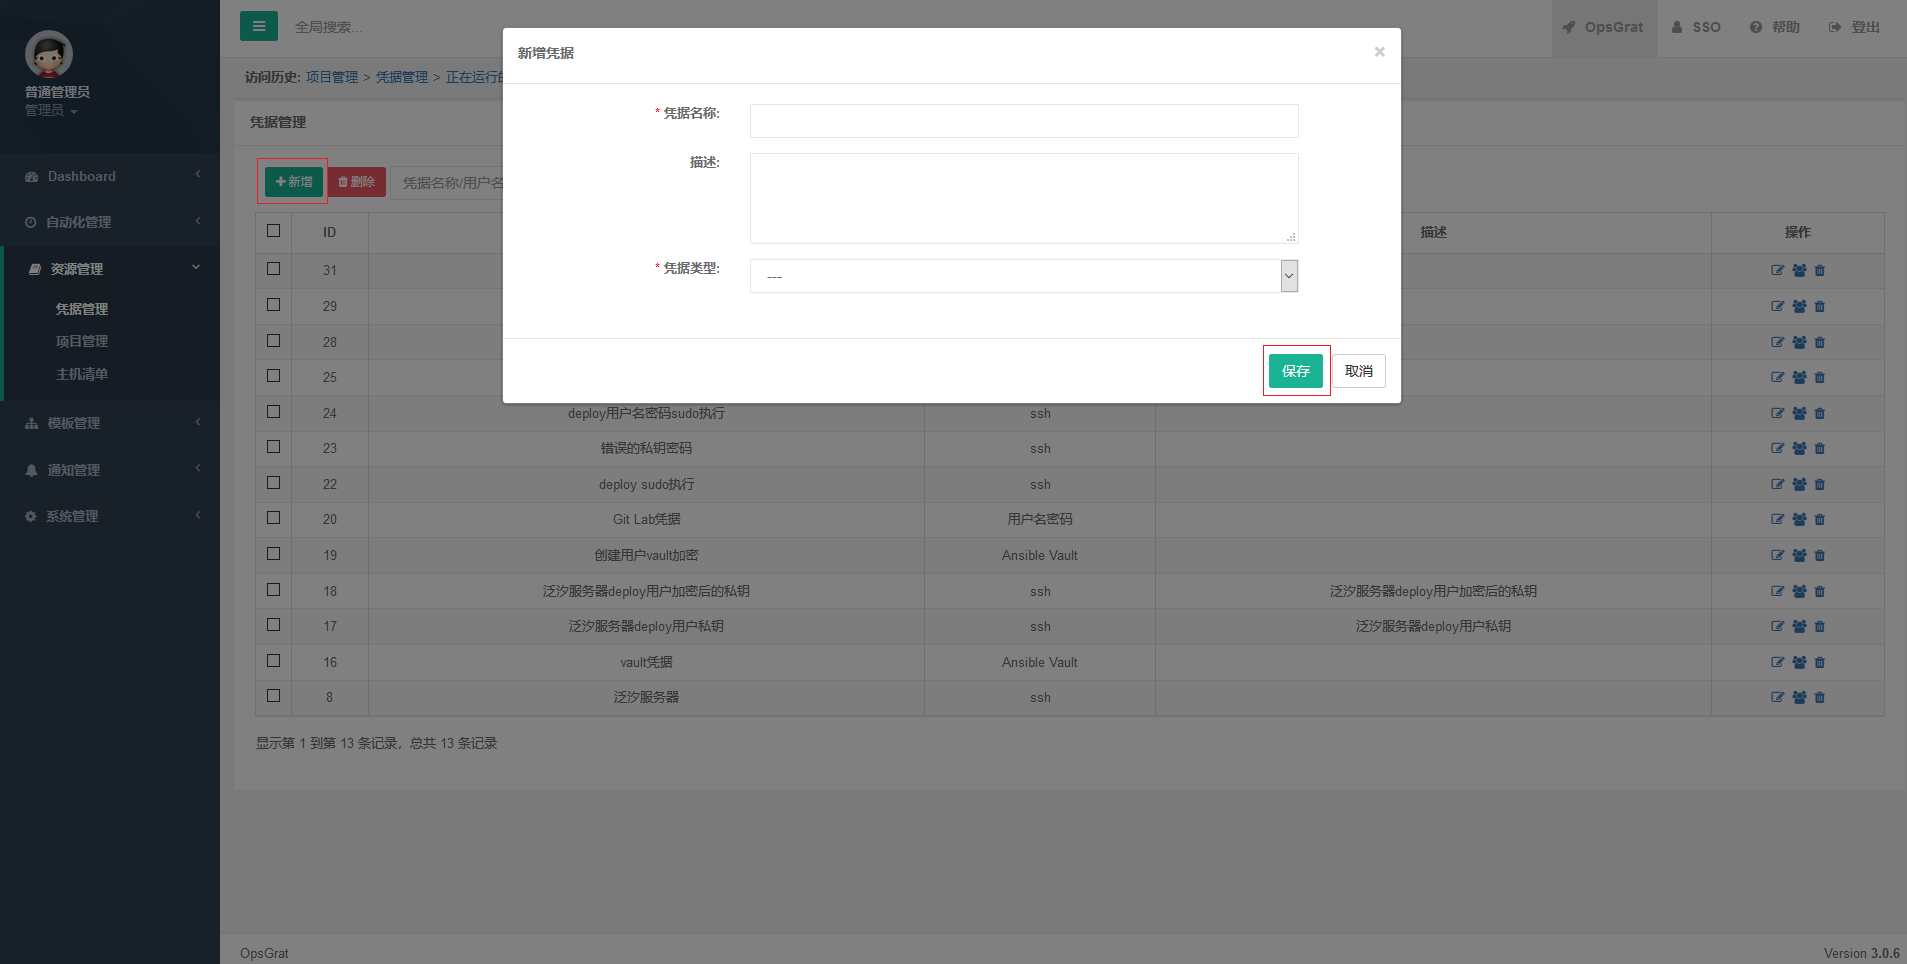 普通管理员
管理员
Dashboard
自动化管理
资源管理
凭据管理
项目管理
主机清单
模板管理
通知管理
系统管理
全局搜索...
OpsGrat
SSO
帮助
登出
访问历史: 项目管理 > 凭据管理 > 正在运行
凭据管理
新增
删除
凭据名称/用户名
ID 描述 操作
31
29
28
25
24 deploy用户名密码sudo执行 ssh
23 错误的私钥密码 ssh
22 deploy sudo执行 ssh
20 Git Lab凭据 用户名密码
19 创建用户vault加密 Ansible Vault
18 泛汐服务器deploy用户加密后的私钥 ssh 泛汐服务器deploy用户加密后的私钥
17 泛汐服务器deploy用户私钥 ssh 泛汐服务器deploy用户私钥
16 vault凭据 Ansible Vault
8 泛汐服务器 ssh
显示第 1 到第 13 条记录，总共 13 条记录
新增凭据
×
* 凭据名称:
描述:
* 凭据类型:
---
保存
取消
OpsGrat
Version 3.0.6